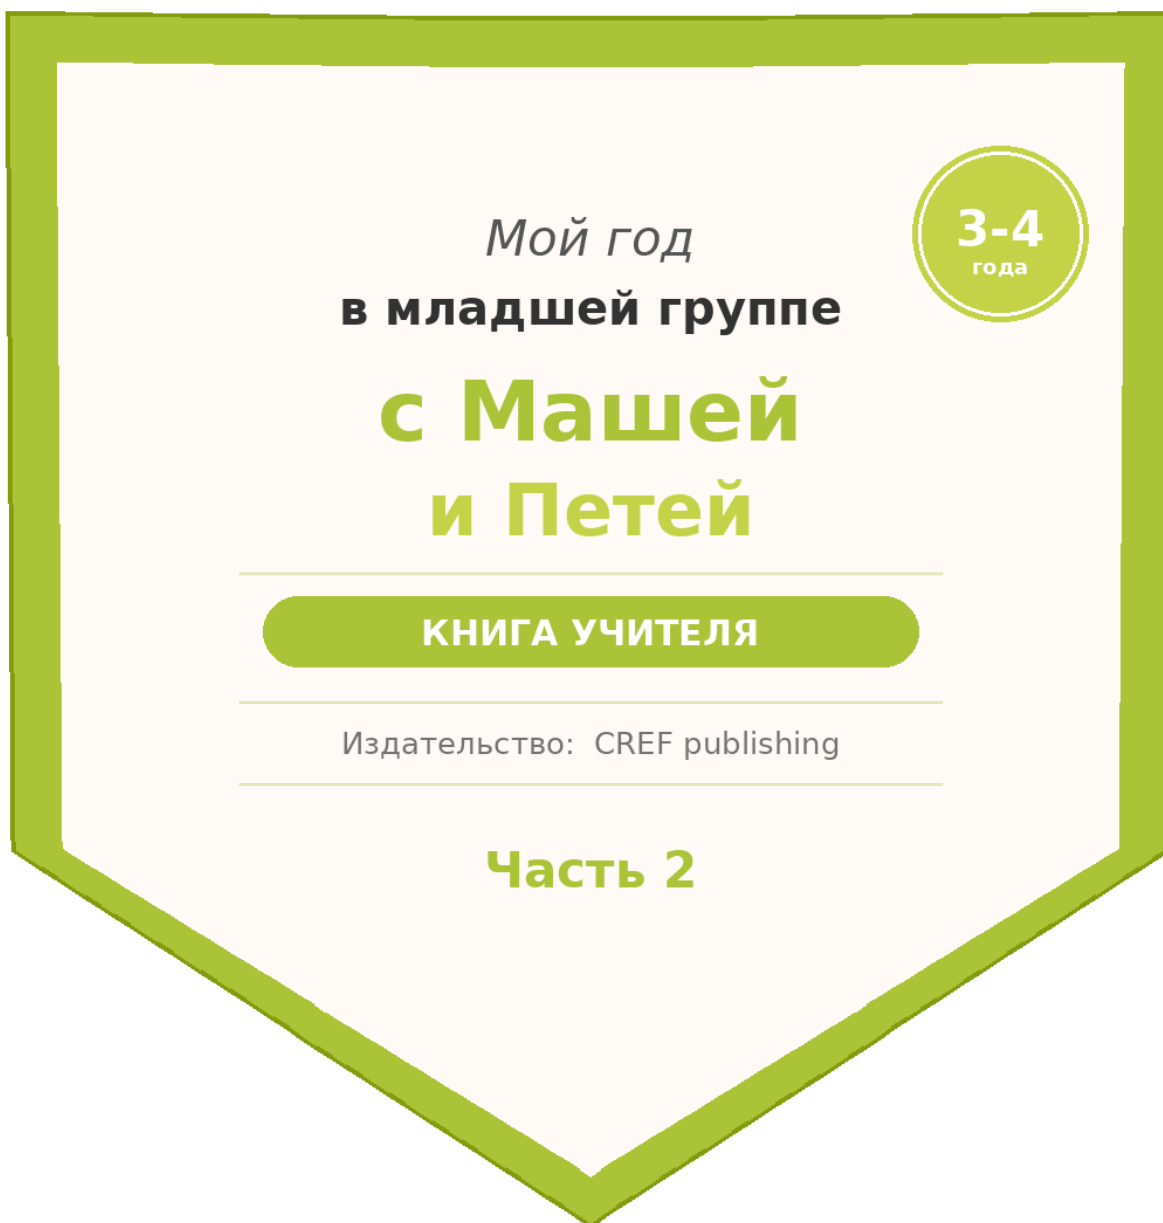 Мой год
в младшей группе
с Машей
и Петей
3-4
года
КНИГА УЧИТЕЛЯ
Издательство: CREF publishing
Часть 2